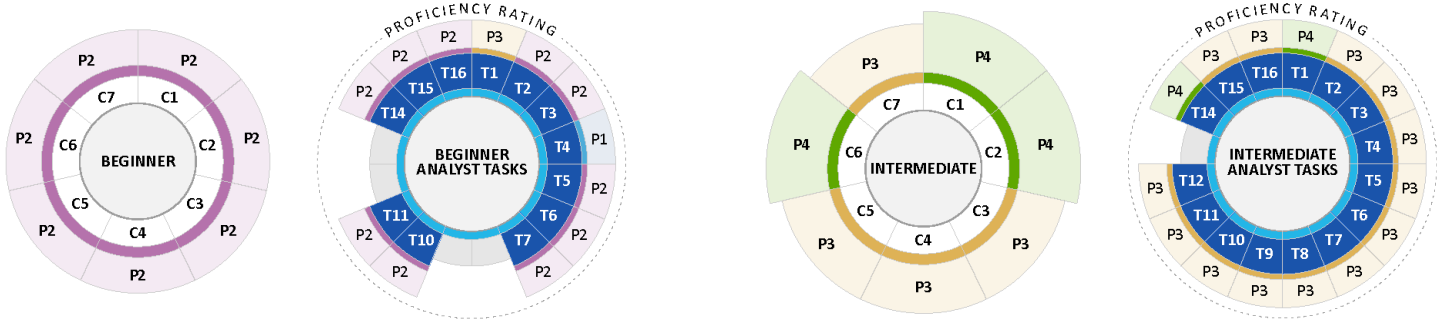 P2
P2
C7
C1
P2
P2
C6
BEGINNER
C2
C5
C3
P2
P2
C4
P2
PROFICIENCY RATING
P2
P3
P2
P2
T16
T1
P2
P2
T15
T2
T14
T3
P1
T4
BEGINNER
ANALYST TASKS
T5
P2
T11
T6
P2
T10
T7
P2
P2
P2
P4
P3
C7
C1
P4
P4
C6
INTERMEDIATE
C2
C5
C3
P3
C4
P3
P3
PROFICIENCY RATING
P3
P4
P3
P3
T16
T1
P4
T15
T2
P3
T14
T3
P3
T4
INTERMEDIATE
ANALYST TASKS
P3
T12
T5
P3
T11
T6
P3
T10
T7
P3
T9
T8
P3
P3
P3
P3